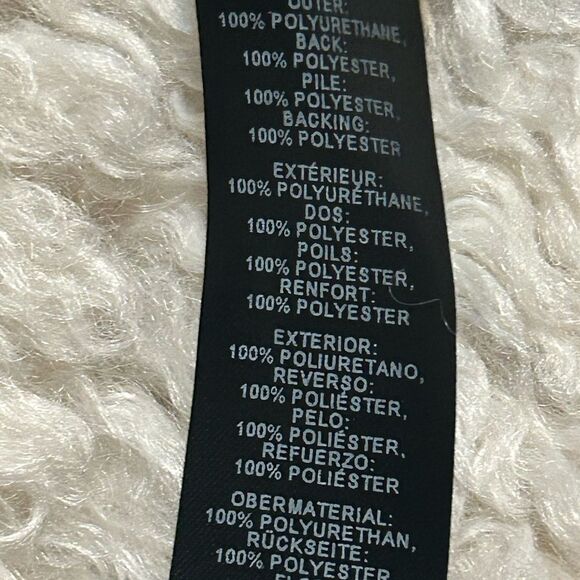 OUTER:
100% POLYURETHANE,
BACK:
100% POLYESTER,
PILE:
100% POLYESTER,
BACKING:
100% POLYESTER
EXTÉRIEUR:
100% POLYURÉTHANE,
DOS:
100% POLYESTER,
POILS:
100% POLYESTER,
RENFORT:
100% POLYESTER
EXTERIOR:
100% POLIURETANO,
REVERSO:
100% POLIÉSTER,
PELO:
100% POLIÉSTER,
REFUERZO:
100% POLIÉSTER
OBERMATERIAL:
100% POLYURETHAN,
RÜCKSEITE:
100% POLYESTER